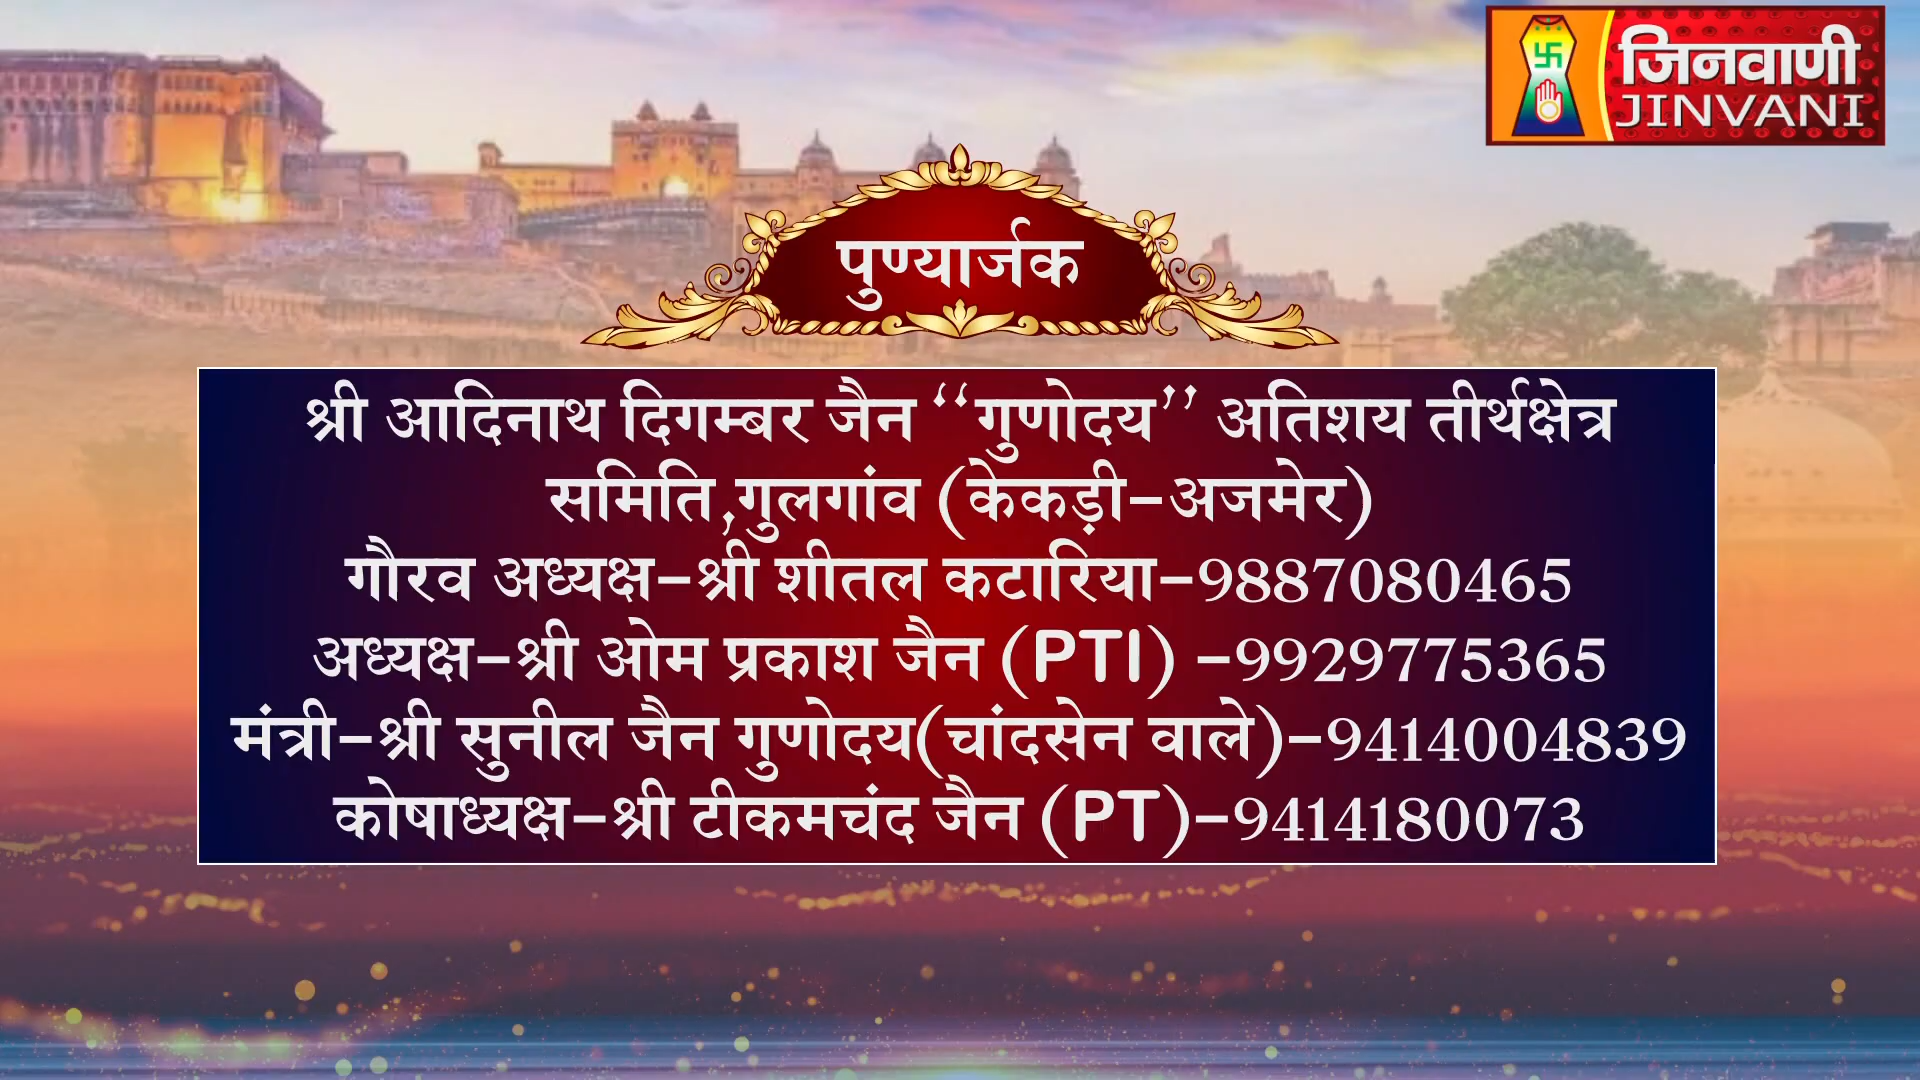 जिनवाणी
JINVANI
पुण्यार्जक
श्री आदिनाथ दिगम्बर जैन ‘‘गुणोदय’’ अतिशय तीर्थक्षेत्र
समिति,गुलगांव (केकड़ी-अजमेर)
गौरव अध्यक्ष-श्री शीतल कटारिया-9887080465
अध्यक्ष-श्री ओम प्रकाश जैन (PTI) -9929775365
मंत्री-श्री सुनील जैन गुणोदय(चांदसेन वाले)-9414004839
कोषाध्यक्ष-श्री टीकमचंद जैन (PT)-9414180073